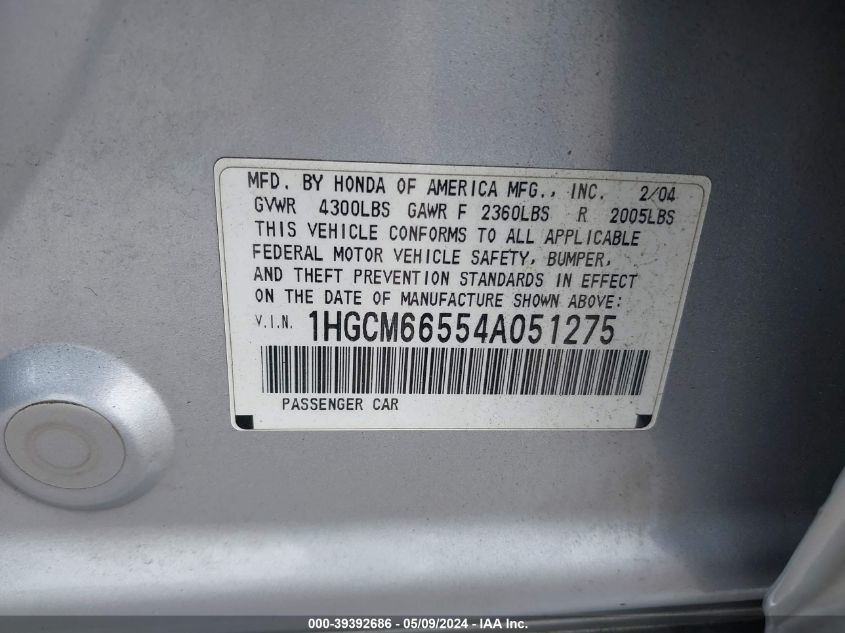 MFD. BY HONDA OF AMERICA MFG., INC. 2/04
GVWR 4300LBS GAWR F 2360LBS R 2005LBS
THIS VEHICLE CONFORMS TO ALL APPLICABLE
FEDERAL MOTOR VEHICLE SAFETY, BUMPER,
AND THEFT PREVENTION STANDARDS IN EFFECT
ON THE DATE OF MANUFACTURE SHOWN ABOVE:
V.I.N. 1HGCM66554A051275
PASSENGER CAR
000-39392686 - 05/09/2024 - IAA Inc.